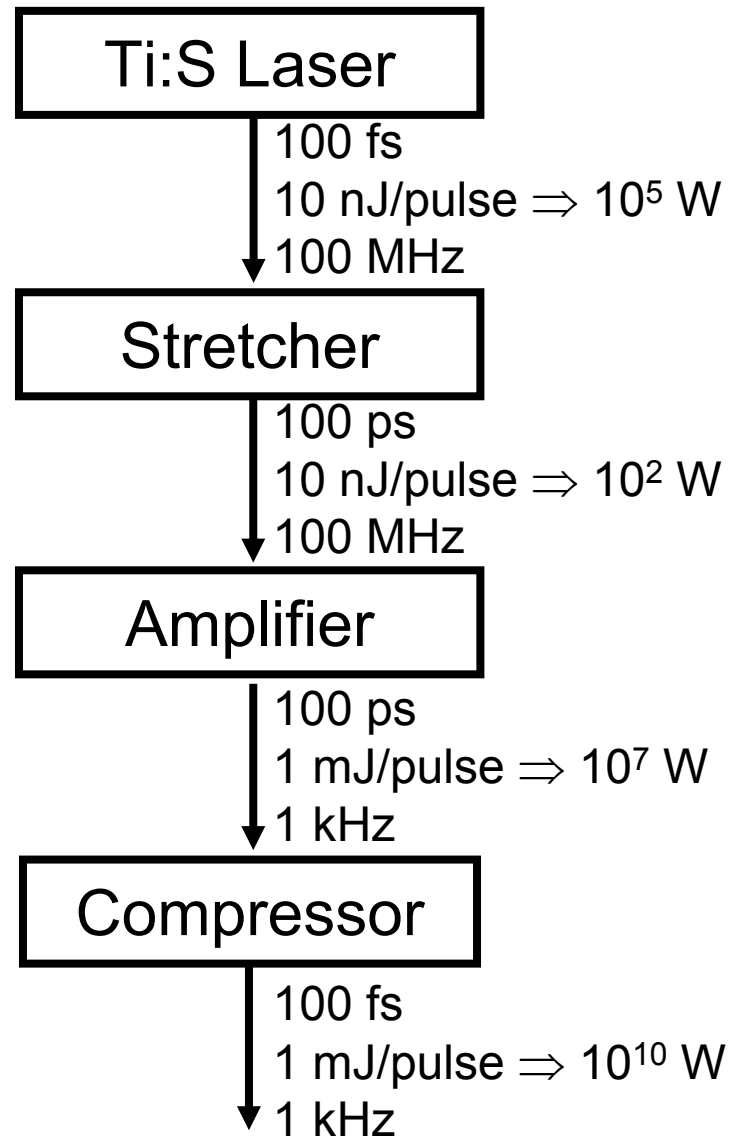 Ti:S Laser
100 fs
10 nJ/pulse ⇒ 10⁵ W
100 MHz
Stretcher
100 ps
10 nJ/pulse ⇒ 10² W
100 MHz
Amplifier
100 ps
1 mJ/pulse ⇒ 10⁷ W
1 kHz
Compressor
100 fs
1 mJ/pulse ⇒ 10¹⁰ W
1 kHz